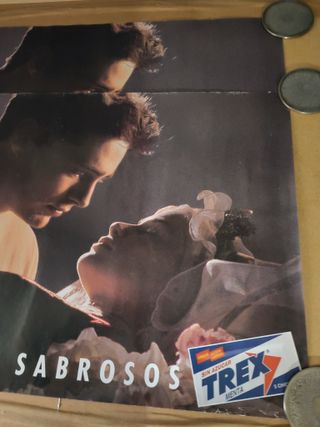 SABROSOS
SIN AZUCAR
TREX
MENTA